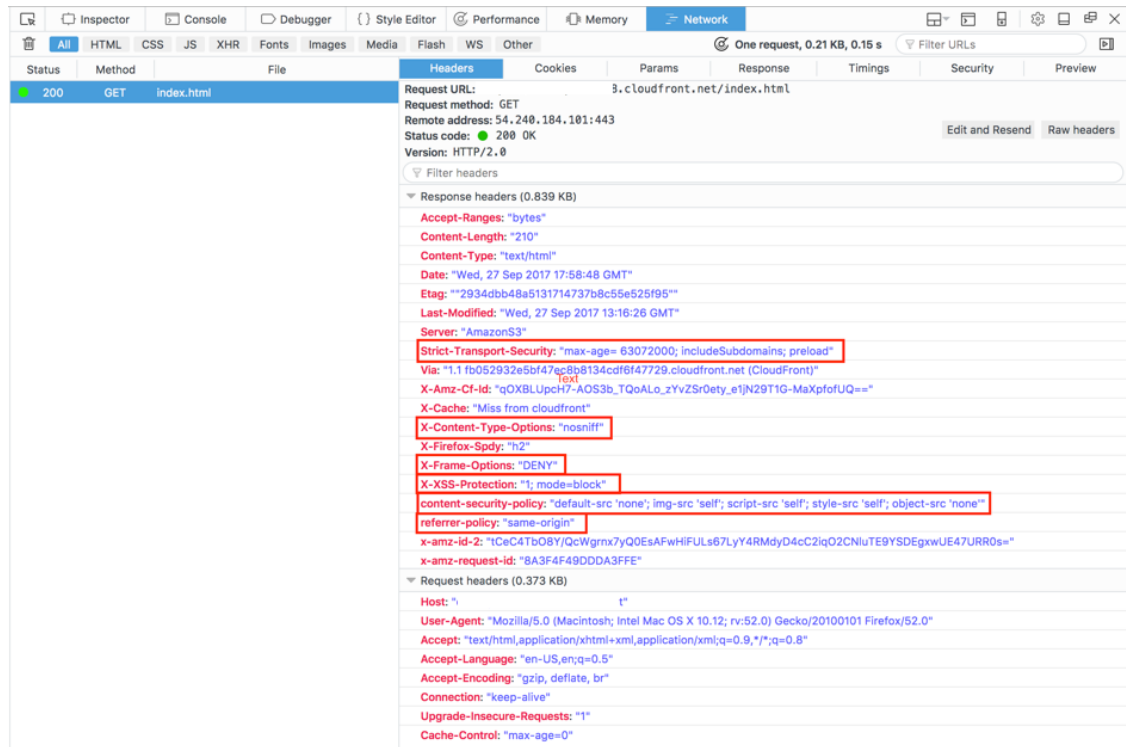 Inspector Console Debugger { } Style Editor Performance Memory Network
All HTML CSS JS XHR Fonts Images Media Flash WS Other One request, 0.21 KB, 0.15 s Filter URLs
Status Method File Headers Cookies Params Response Timings Security Preview
200 GET index.html
Request URL: 3.cloudfront.net/index.html
Request method: GET
Remote address: 54.240.184.101:443
Status code: 200 OK
Edit and Resend Raw headers
Version: HTTP/2.0
Filter headers
Response headers (0.839 KB)
Accept-Ranges: "bytes"
Content-Length: "210"
Content-Type: "text/html"
Date: "Wed, 27 Sep 2017 17:58:48 GMT"
Etag: ""2934dbb48a5131714737b8c55e525f95""
Last-Modified: "Wed, 27 Sep 2017 13:16:26 GMT"
Server: "AmazonS3"
Strict-Transport-Security: "max-age= 63072000; includeSubdomains; preload"
Via: "1.1 fb052932e5bf47ec8b8134cdf6f47729.cloudfront.net (CloudFront)"
Text
X-Amz-Cf-Id: "qOXBLUpcH7-AOS3b_TQoALo_zYvZSr0ety_e1jN29T1G-MaXpfofUQ=="
X-Cache: "Miss from cloudfront"
X-Content-Type-Options: "nosniff"
X-Firefox-Spdy: "h2"
X-Frame-Options: "DENY"
X-XSS-Protection: "1; mode=block"
content-security-policy: "default-src 'none'; img-src 'self'; script-src 'self'; style-src 'self'; object-src 'none'"
referrer-policy: "same-origin"
x-amz-id-2: "tCeC4TbO8Y/QcWgrnx7yQ0EsAFwHiFULs67LyY4RMdyD4cC2iqO2CNluTE9YSDEgxwUE47URR0s="
x-amz-request-id: "8A3F4F49DDDA3FFE"
Request headers (0.373 KB)
Host: " t"
User-Agent: "Mozilla/5.0 (Macintosh; Intel Mac OS X 10.12; rv:52.0) Gecko/20100101 Firefox/52.0"
Accept: "text/html,application/xhtml+xml,application/xml;q=0.9,*/*;q=0.8"
Accept-Language: "en-US,en;q=0.5"
Accept-Encoding: "gzip, deflate, br"
Connection: "keep-alive"
Upgrade-Insecure-Requests: "1"
Cache-Control: "max-age=0"